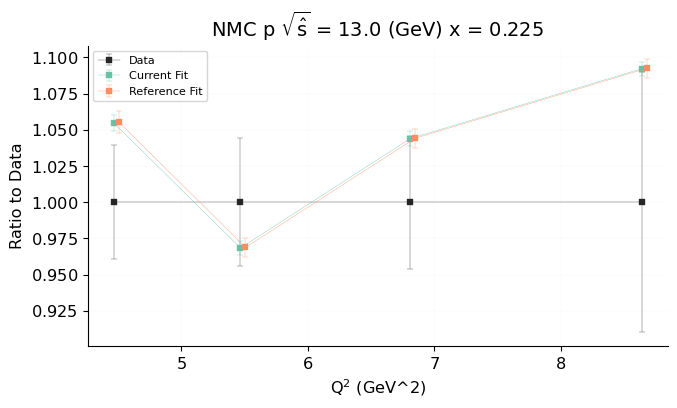 NMC p √ŝ = 13.0 (GeV) x = 0.225
Data
Current Fit
Reference Fit
Ratio to Data
1.100
1.075
1.050
1.025
1.000
0.975
0.950
0.925
5 6 7 8
Q² (GeV^2)